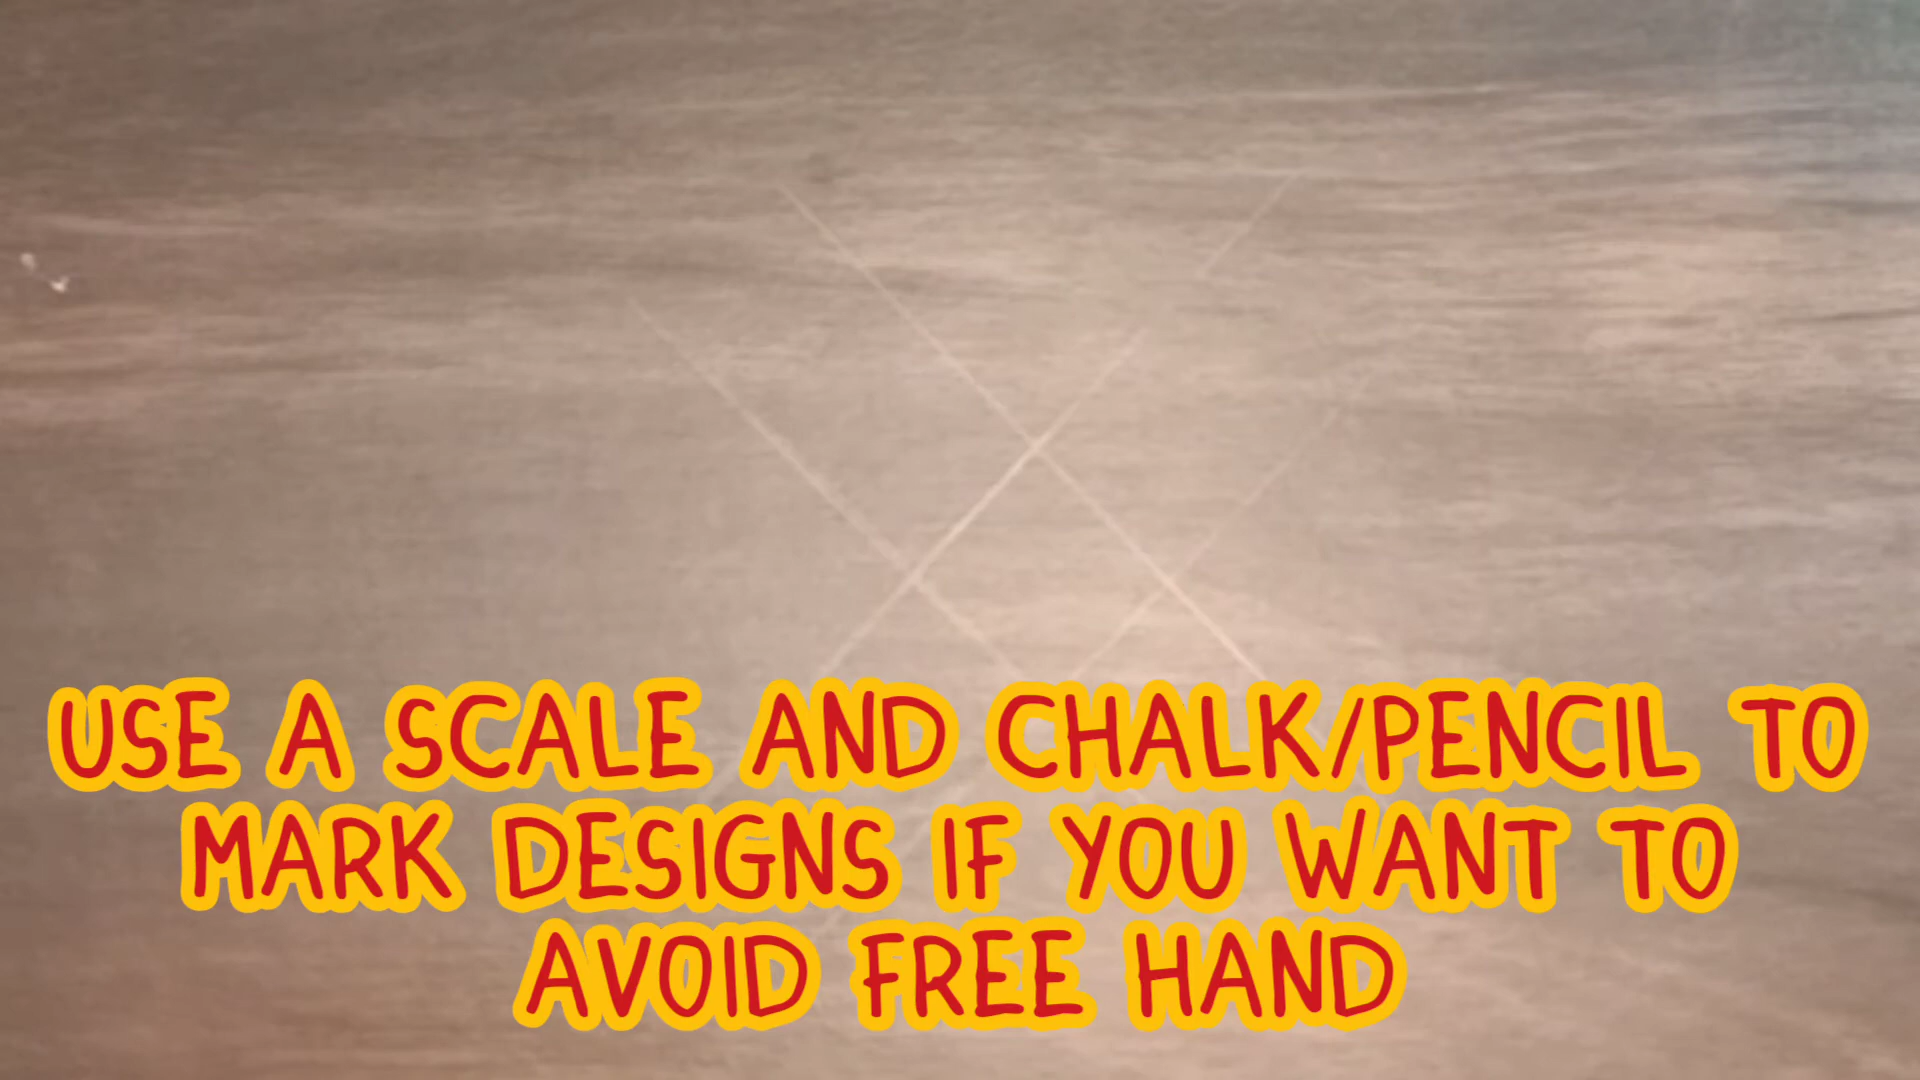 USE A SCALE AND CHALK/PENCIL TO
MARK DESIGNS IF YOU WANT TO
AVOID FREE HAND